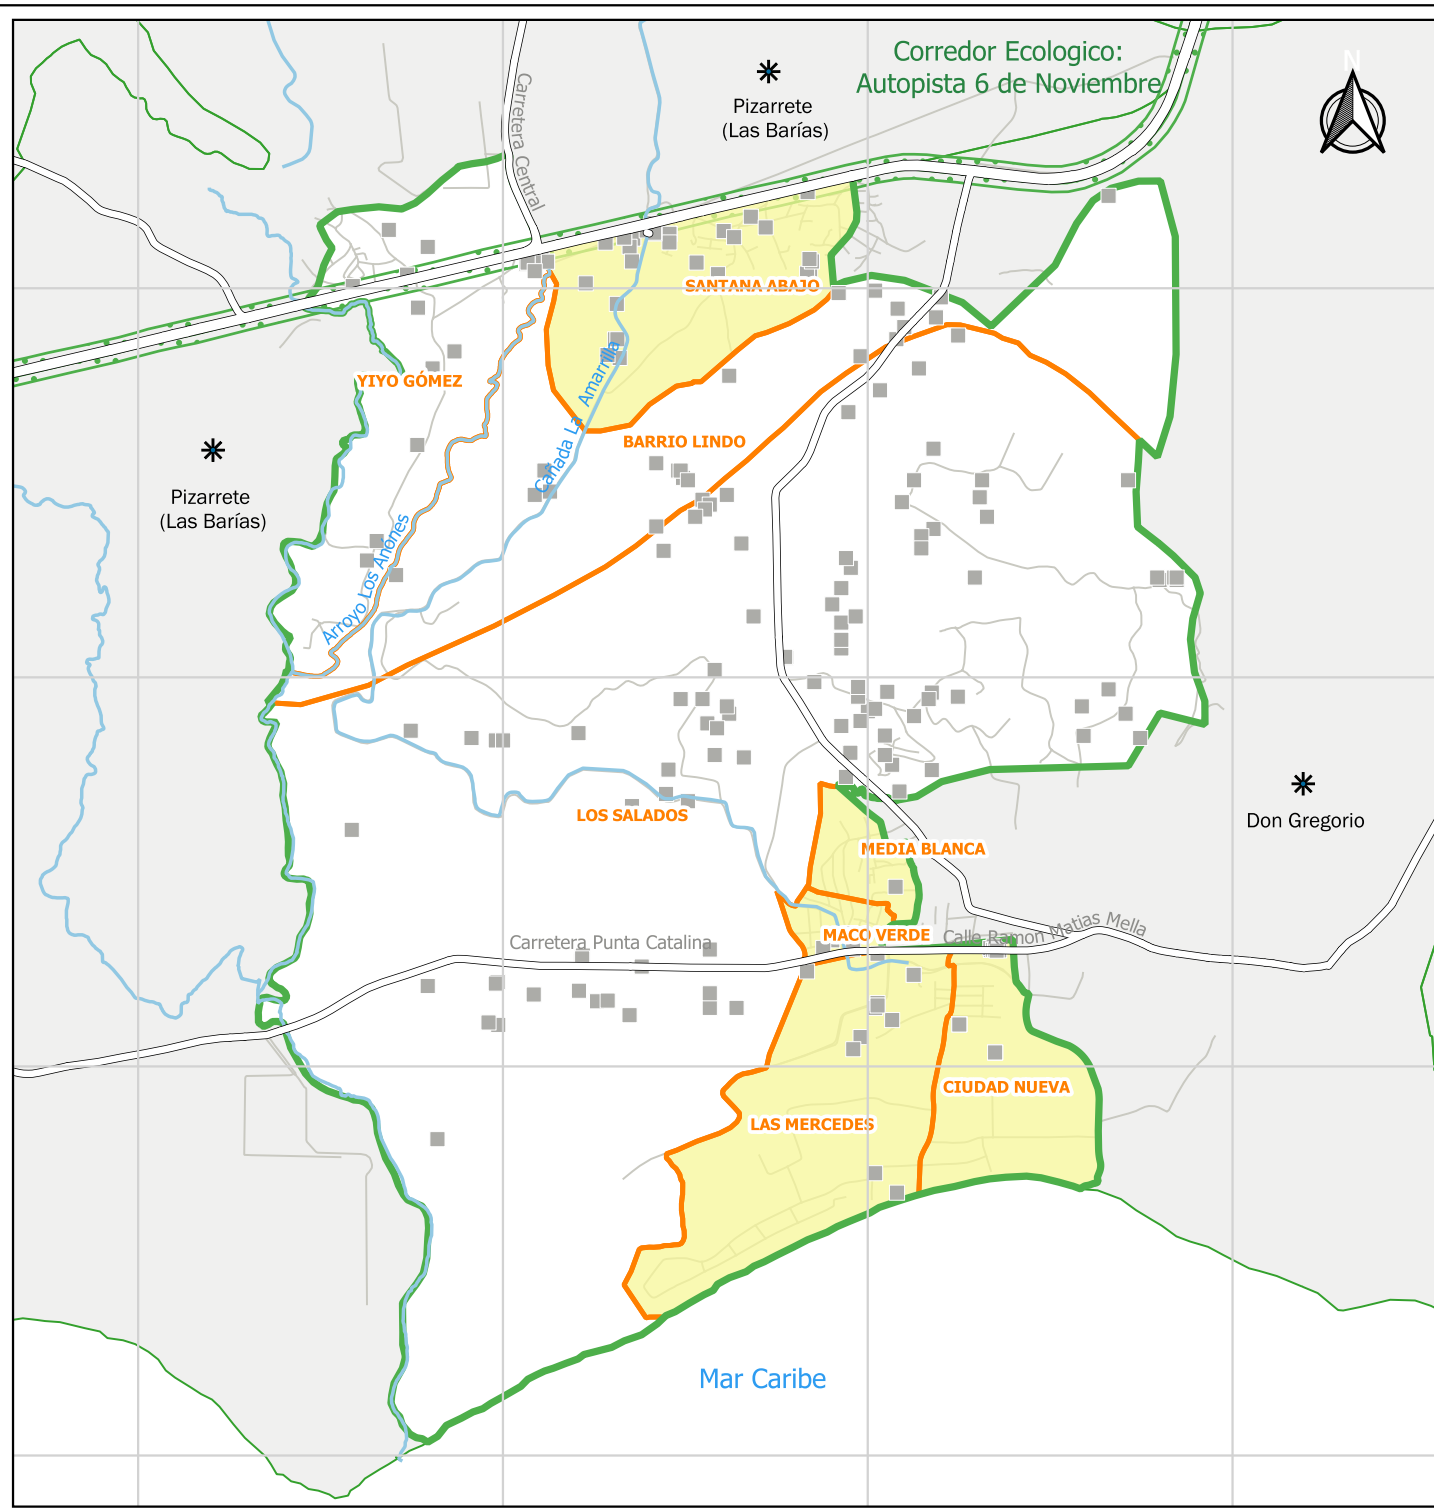 Corredor Ecologico:
Autopista 6 de Noviembre
N
Pizarrete
(Las Barías)
Carretera Central
SANTANA ABAJO
YIYO GÓMEZ
Cañada La Amarrilla
BARRIO LINDO
Pizarrete
(Las Barías)
Arroyo Los Anones
LOS SALADOS
Don Gregorio
MEDIA BLANCA
MACO VERDE
Calle Ramon Matias Mella
Carretera Punta Catalina
CIUDAD NUEVA
LAS MERCEDES
Mar Caribe